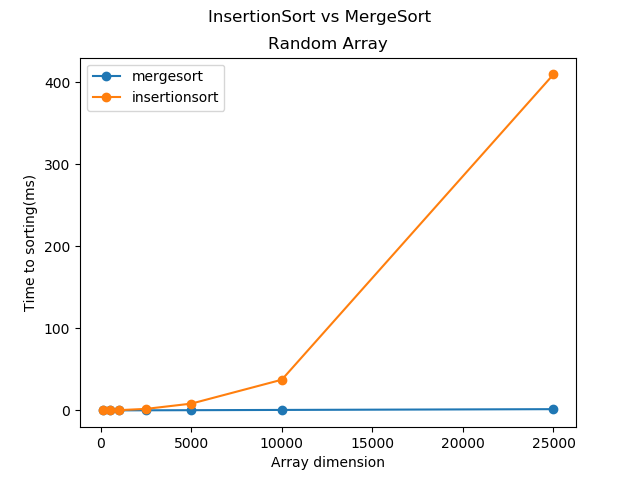 InsertionSort vs MergeSort
Random Array
mergesort
insertionsort
Time to sorting(ms)
400
300
200
100
0
0 5000 10000 15000 20000 25000
Array dimension